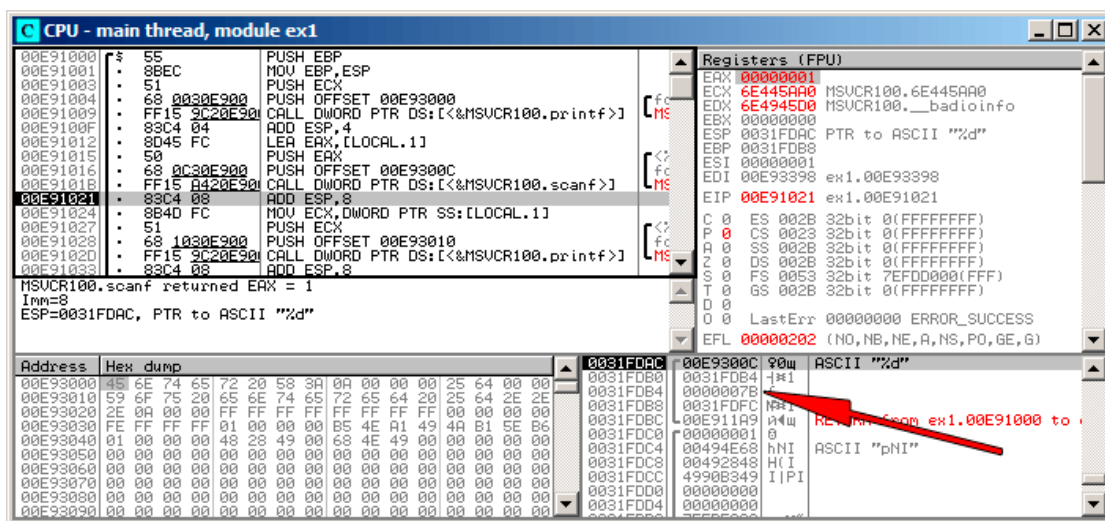 C CPU - main thread, module ex1
00E91000 $ 55 PUSH EBP
00E91001 . 8BEC MOV EBP,ESP
00E91003 . 51 PUSH ECX
00E91004 . 68 0030E900 PUSH OFFSET 00E93000
00E91009 . FF15 9C20E90 CALL DWORD PTR DS:[<&MSVCR100.printf>]
00E9100F . 83C4 04 ADD ESP,4
00E91012 . 8D45 FC LEA EAX,[LOCAL.1]
00E91015 . 50 PUSH EAX
00E91016 . 68 0C30E900 PUSH OFFSET 00E9300C
00E9101B . FF15 A420E90 CALL DWORD PTR DS:[<&MSVCR100.scanf>]
00E91021 . 83C4 08 ADD ESP,8
00E91024 . 8B4D FC MOV ECX,DWORD PTR SS:[LOCAL.1]
00E91027 . 51 PUSH ECX
00E91028 . 68 1030E900 PUSH OFFSET 00E93010
00E9102D . FF15 9C20E90 CALL DWORD PTR DS:[<&MSVCR100.printf>]
00E91033 . 83C4 08 ADD ESP,8
MSVCR100.scanf returned EAX = 1
Imm=8
ESP=0031FDAC, PTR to ASCII "%d"
Registers (FPU)
EAX 00000001
ECX 6E445AA0 MSVCR100.6E445AA0
EDX 6E4945D0 MSVCR100.__badioinfo
EBX 00000000
ESP 0031FDAC PTR to ASCII "%d"
EBP 0031FDB8
ESI 00000001
EDI 00E93398 ex1.00E93398
EIP 00E91021 ex1.00E91021
C 0 ES 002B 32bit 0(FFFFFFFF)
P 0 CS 0023 32bit 0(FFFFFFFF)
A 0 SS 002B 32bit 0(FFFFFFFF)
Z 0 DS 002B 32bit 0(FFFFFFFF)
S 0 FS 0053 32bit 7EFDD000(FFF)
T 0 GS 002B 32bit 0(FFFFFFFF)
D 0
O 0 LastErr 00000000 ERROR_SUCCESS
EFL 00000202 (NO,NB,NE,A,NS,PO,GE,G)
Address Hex dump
00E93000 45 6E 74 65 72 20 58 3A 0A 00 00 00 25 64 00 00
00E93010 59 6F 75 20 65 6E 74 65 72 65 64 20 25 64 2E 2E
00E93020 2E 0A 00 00 FF FF FF FF FF FF FF FF 00 00 00 00
00E93030 FE FF FF FF 01 00 00 00 B5 4E A1 49 4A B1 5E B6
00E93040 01 00 00 00 48 28 49 00 68 4E 49 00 00 00 00 00
00E93050 00 00 00 00 00 00 00 00 00 00 00 00 00 00 00 00
00E93060 00 00 00 00 00 00 00 00 00 00 00 00 00 00 00 00
00E93070 00 00 00 00 00 00 00 00 00 00 00 00 00 00 00 00
00E93080 00 00 00 00 00 00 00 00 00 00 00 00 00 00 00 00
00E93090 00 00 00 00 00 00 00 00 00 00 00 00 00 00 00 00
0031FDAC 00E9300C ♀0щ ASCII "%d"
0031FDB0 0031FDB4
0031FDB4 0000007B {
0031FDB8 0031FDFC
0031FDBC 00E911A9 RETURN from ex1.00E91000 to
0031FDC0 00000001 ☺
0031FDC4 00494E68 hNI ASCII "pNI"
0031FDC8 00492848 H(I
0031FDCC 4990B349
0031FDD0 00000000
0031FDD4 00000000